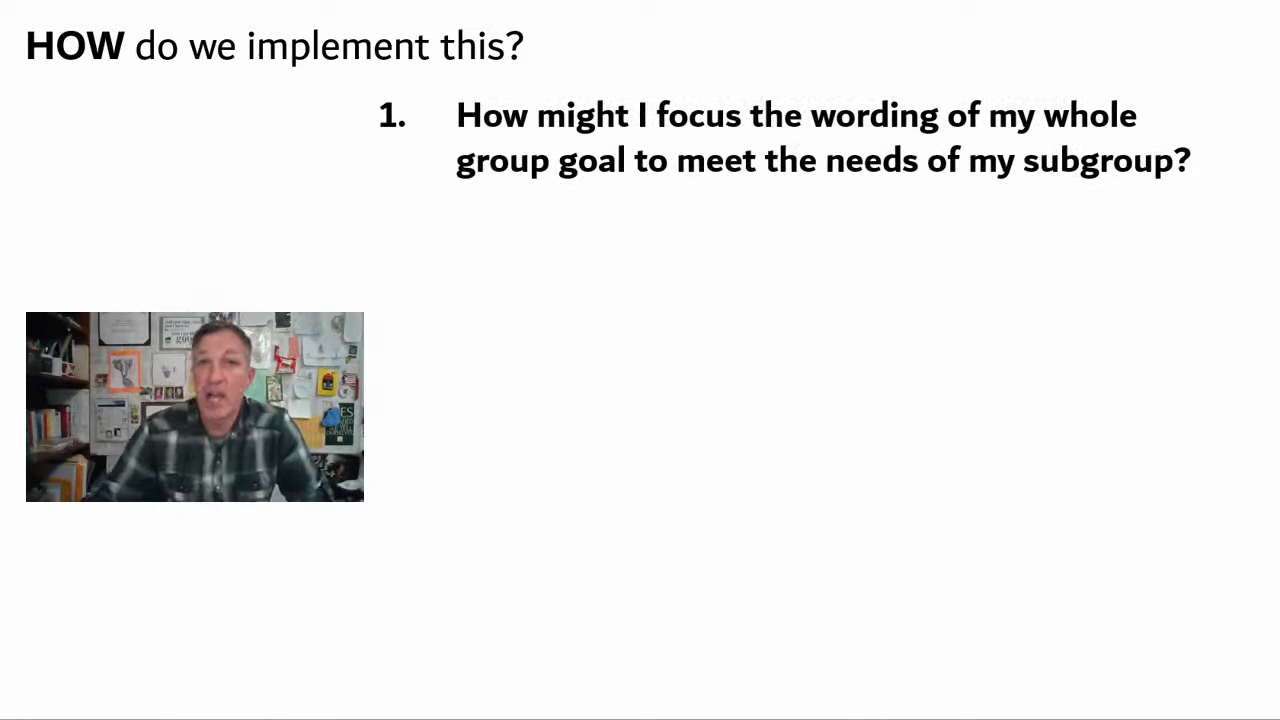 HOW do we implement this?
1. How might I focus the wording of my whole
group goal to meet the needs of my subgroup?